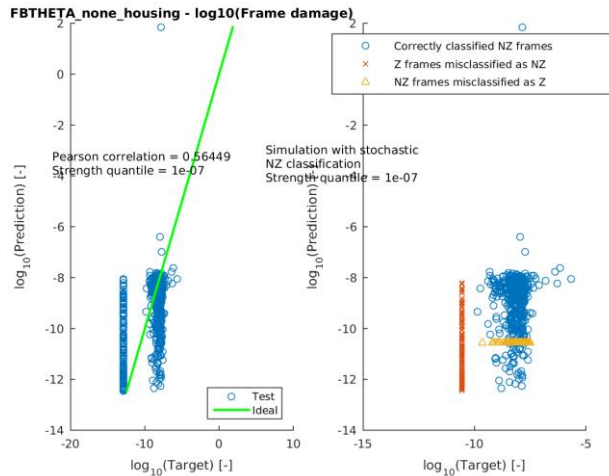 FBTHETA_none_housing - log10(Frame damage)
2
0
-2
-4
-6
-8
-10
-12
-14
-20
-10
0
10
log10(Prediction) [-]
log10(Target) [-]
Pearson correlation = 0.56449
Strength quantile = 1e-07
Test
Ideal
2
0
-2
-4
-6
-8
-10
-12
-14
-15
-10
-5
log10(Prediction) [-]
log10(Target) [-]
Simulation with stochastic
NZ classification
Strength quantile = 1e-07
Correctly classified NZ frames
Z frames misclassified as NZ
NZ frames misclassified as Z